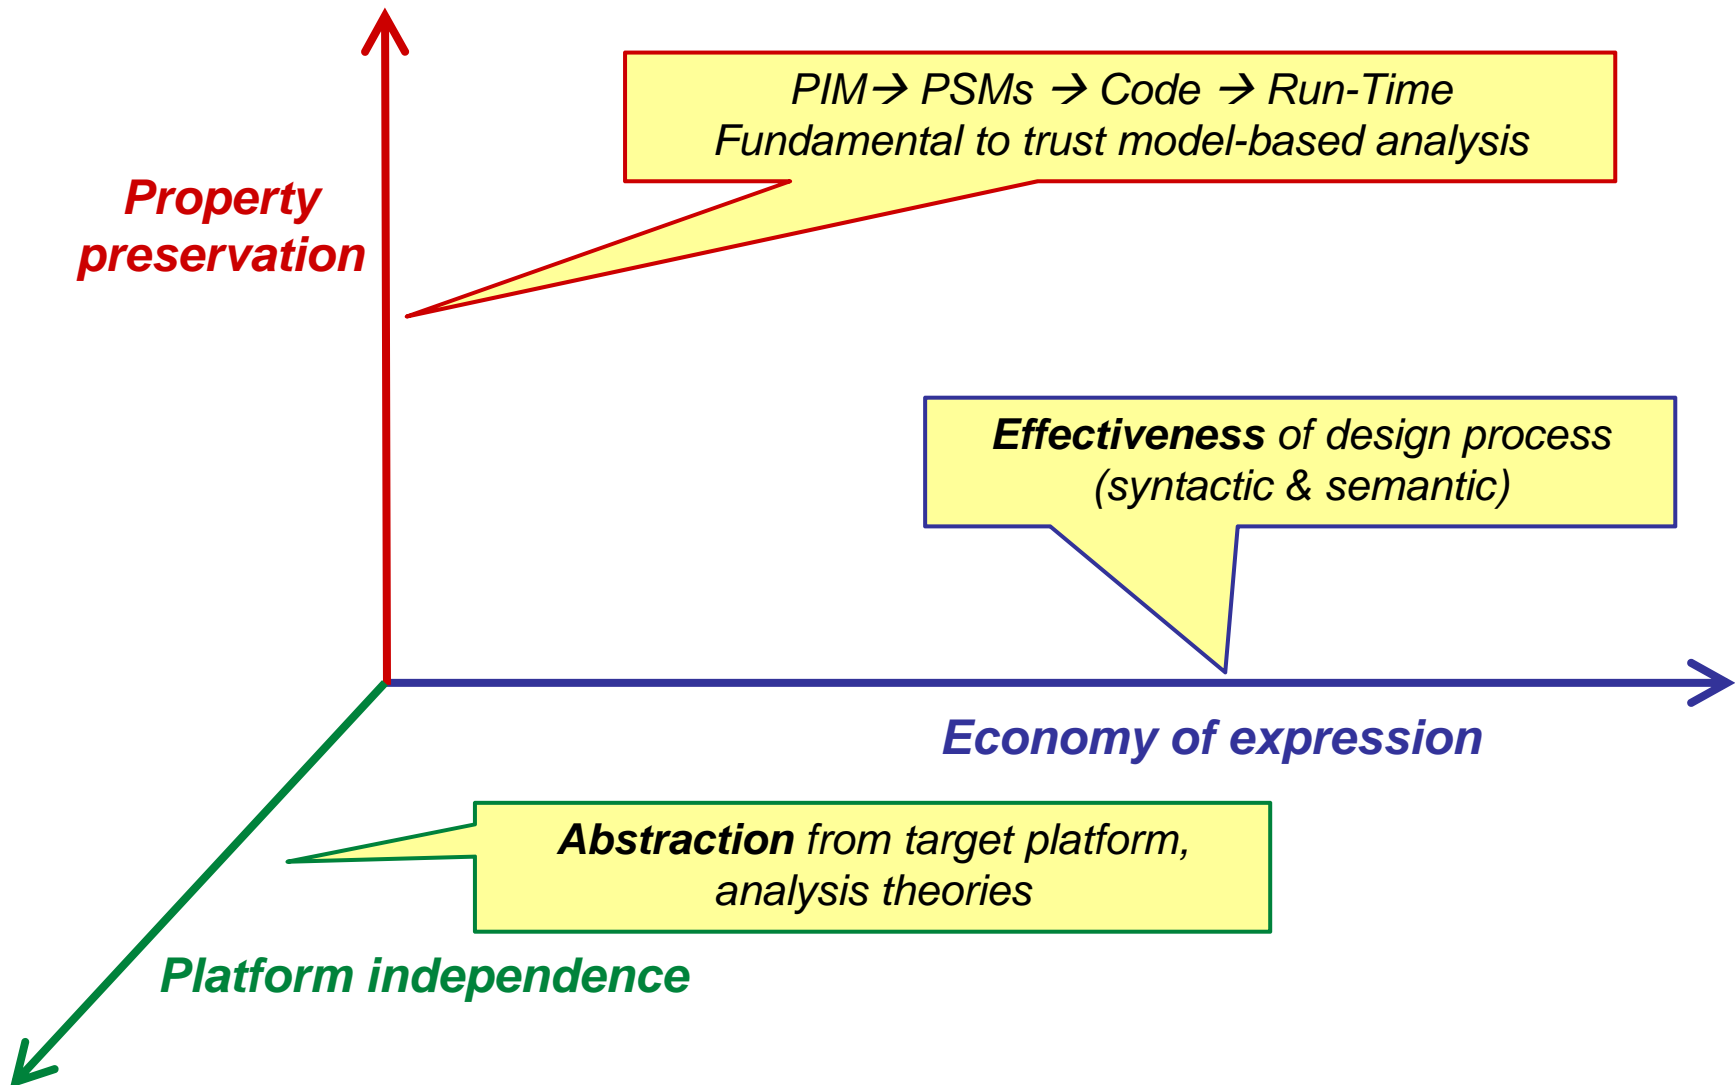 PIM→ PSMs → Code → Run-Time
Fundamental to trust model-based analysis
Property
preservation
Effectiveness of design process
(syntactic & semantic)
Economy of expression
Abstraction from target platform,
analysis theories
Platform independence